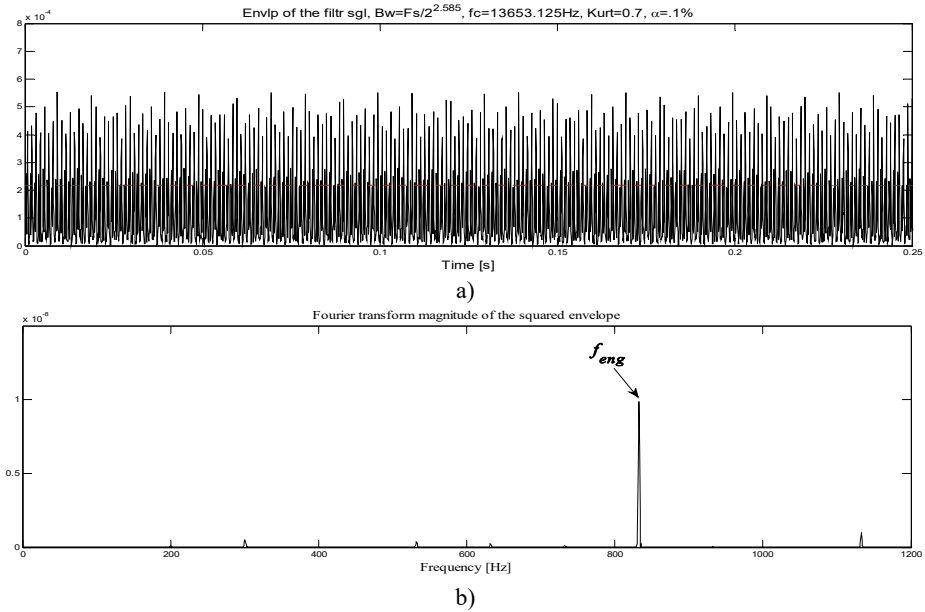 Envlp of the filtr sgl, Bw=Fs/2^2.585, fc=13653.125Hz, Kurt=0.7, α=.1%
x 10^-4
8
7
6
5
4
3
2
1
0
0 0.05 0.1 0.15 0.2 0.25
Time [s]
a)
Fourier transform magnitude of the squared envelope
x 10^-8
f_eng
1
0.5
0
0 200 400 600 800 1000 1200
Frequency [Hz]
b)